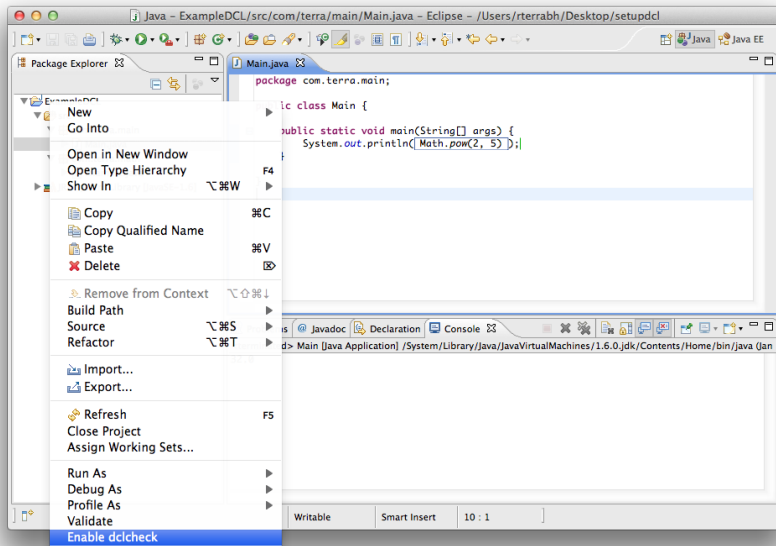 Java – ExampleDCL/src/com/terra/main/Main.java – Eclipse – /Users/rterrabh/Desktop/setupdcl
Java
Java EE
Package Explorer
Main.java
package com.terra.main;
ic class Main {
public static void main(String[] args) {
System.out.println( Math.pow(2, 5) );
}
ExampleDCL
New
Go Into
Open in New Window
Open Type Hierarchy F4
Show In ⌥⌘W
Copy ⌘C
Copy Qualified Name
Paste ⌘V
Delete ⌦
Remove from Context ⌥⇧⌘↓
Build Path
Source ⌥⌘S
Refactor ⌥⌘T
Import...
Export...
Refresh F5
Close Project
Assign Working Sets...
Run As
Debug As
Profile As
Validate
Enable dclcheck
s @ Javadoc Declaration Console
d> Main [Java Application] /System/Library/Java/JavaVirtualMachines/1.6.0.jdk/Contents/Home/bin/java (Jan
Writable
Smart Insert
10 : 1